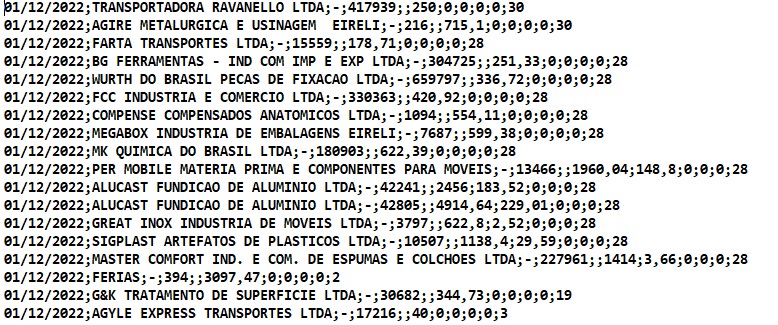 01/12/2022;TRANSPORTADORA RAVANELLO LTDA;-;417939;;250;0;0;0;0;30
01/12/2022;AGIRE METALURGICA E USINAGEM  EIRELI;-;216;;715,1;0;0;0;0;30
01/12/2022;FARTA TRANSPORTES LTDA;-;15559;;178,71;0;0;0;0;28
01/12/2022;BG FERRAMENTAS - IND COM IMP E EXP LTDA;-;304725;;251,33;0;0;0;0;28
01/12/2022;WURTH DO BRASIL PECAS DE FIXACAO LTDA;-;659797;;336,72;0;0;0;0;28
01/12/2022;FCC INDUSTRIA E COMERCIO LTDA;-;330363;;420,92;0;0;0;0;28
01/12/2022;COMPENSE COMPENSADOS ANATOMICOS LTDA;-;1094;;554,11;0;0;0;0;28
01/12/2022;MEGABOX INDUSTRIA DE EMBALAGENS EIRELI;-;7687;;599,38;0;0;0;0;28
01/12/2022;MK QUIMICA DO BRASIL LTDA;-;180903;;622,39;0;0;0;0;28
01/12/2022;PER MOBILE MATERIA PRIMA E COMPONENTES PARA MOVEIS;-;13466;;1960,04;148,8;0;0;0;28
01/12/2022;ALUCAST FUNDICAO DE ALUMINIO LTDA;-;42241;;2456;183,52;0;0;0;28
01/12/2022;ALUCAST FUNDICAO DE ALUMINIO LTDA;-;42805;;4914,64;229,01;0;0;0;28
01/12/2022;GREAT INOX INDUSTRIA DE MOVEIS LTDA;-;3797;;622,8;2,52;0;0;0;28
01/12/2022;SIGPLAST ARTEFATOS DE PLASTICOS LTDA;-;10507;;1138,4;29,59;0;0;0;28
01/12/2022;MASTER COMFORT IND. E COM. DE ESPUMAS E COLCHOES LTDA;-;227961;;1414;3,66;0;0;0;28
01/12/2022;FERIAS;-;394;;3097,47;0;0;0;0;2
01/12/2022;G&K TRATAMENTO DE SUPERFICIE LTDA;-;30682;;344,73;0;0;0;0;19
01/12/2022;AGYLE EXPRESS TRANSPORTES LTDA;-;17216;;40;0;0;0;0;3